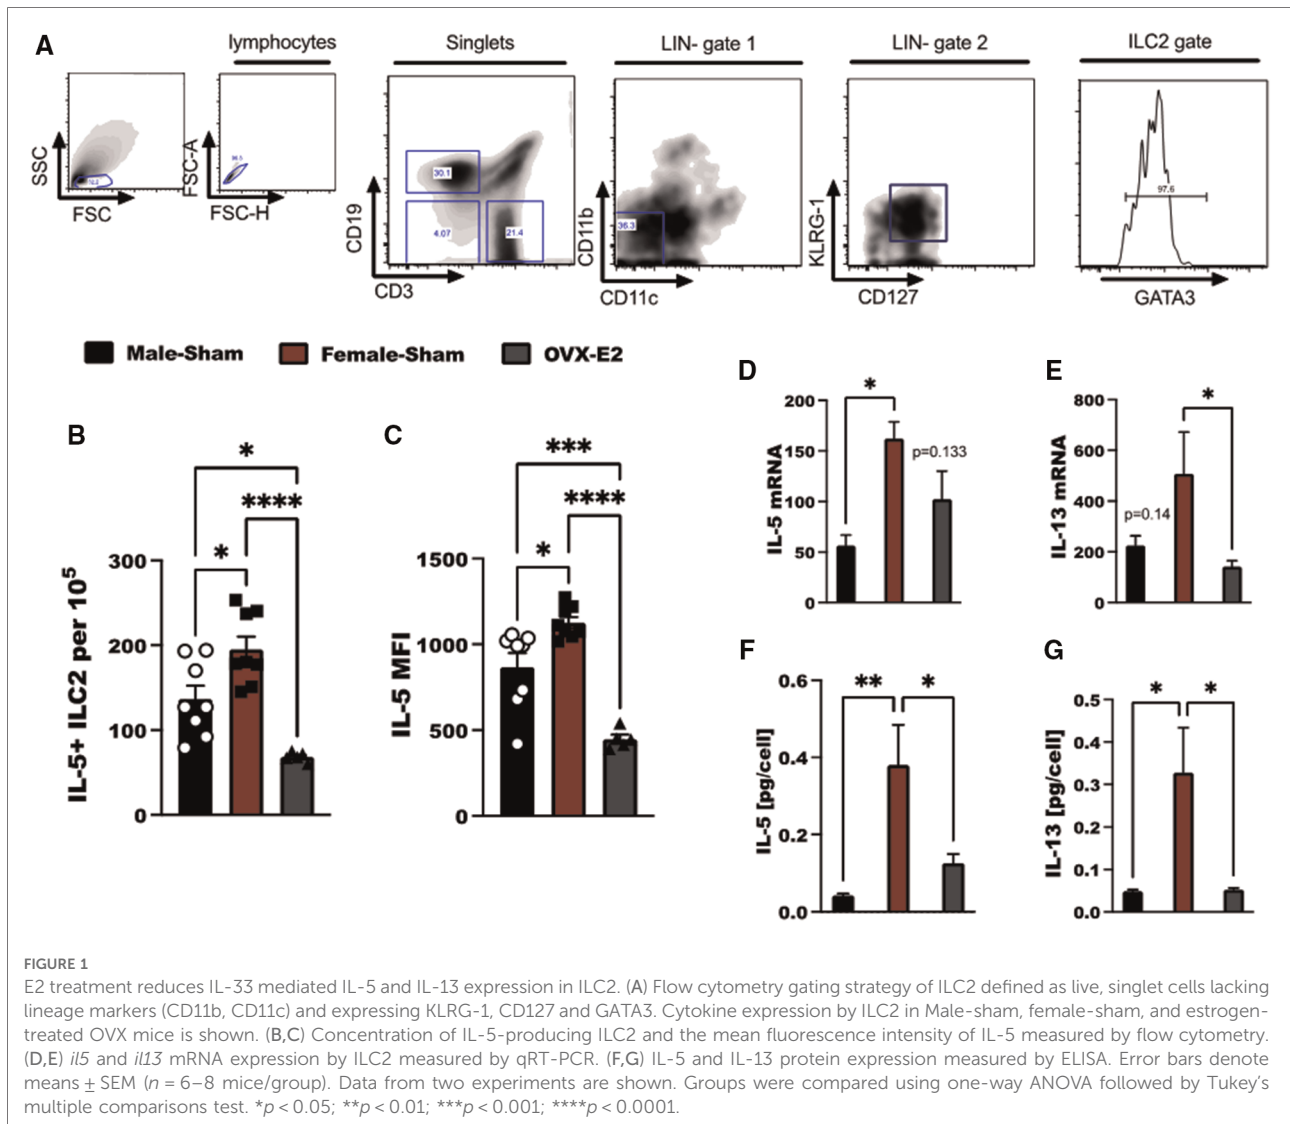 A
lymphocytes
Singlets
LIN- gate 1
LIN- gate 2
ILC2 gate
SSC
FSC
FSC-A
FSC-H
CD19
30.1
4.07
21.4
CD3
CD11b
36.3
CD11c
KLRG-1
CD127
97.6
GATA3
Male-Sham
Female-Sham
OVX-E2
B
*
****
*
IL-5+ ILC2 per 10⁵
300
200
100
0
C
***
****
*
IL-5 MFI
1500
1000
500
0
D
*
p=0.133
IL-5 mRNA
200
150
100
50
0
E
*
p=0.14
IL-13 mRNA
800
600
400
200
0
F
**
*
IL-5 [pg/cell]
0.6
0.4
0.2
0.0
G
*
*
IL-13 [pg/cell]
0.5
0.4
0.3
0.2
0.1
0.0
FIGURE 1
E2 treatment reduces IL-33 mediated IL-5 and IL-13 expression in ILC2. (A) Flow cytometry gating strategy of ILC2 defined as live, singlet cells lacking
lineage markers (CD11b, CD11c) and expressing KLRG-1, CD127 and GATA3. Cytokine expression by ILC2 in Male-sham, female-sham, and estrogen-
treated OVX mice is shown. (B,C) Concentration of IL-5-producing ILC2 and the mean fluorescence intensity of IL-5 measured by flow cytometry.
(D,E) il5 and il13 mRNA expression by ILC2 measured by qRT-PCR. (F,G) IL-5 and IL-13 protein expression measured by ELISA. Error bars denote
means ± SEM (n = 6–8 mice/group). Data from two experiments are shown. Groups were compared using one-way ANOVA followed by Tukey's
multiple comparisons test. *p < 0.05; **p < 0.01; ***p < 0.001; ****p < 0.0001.